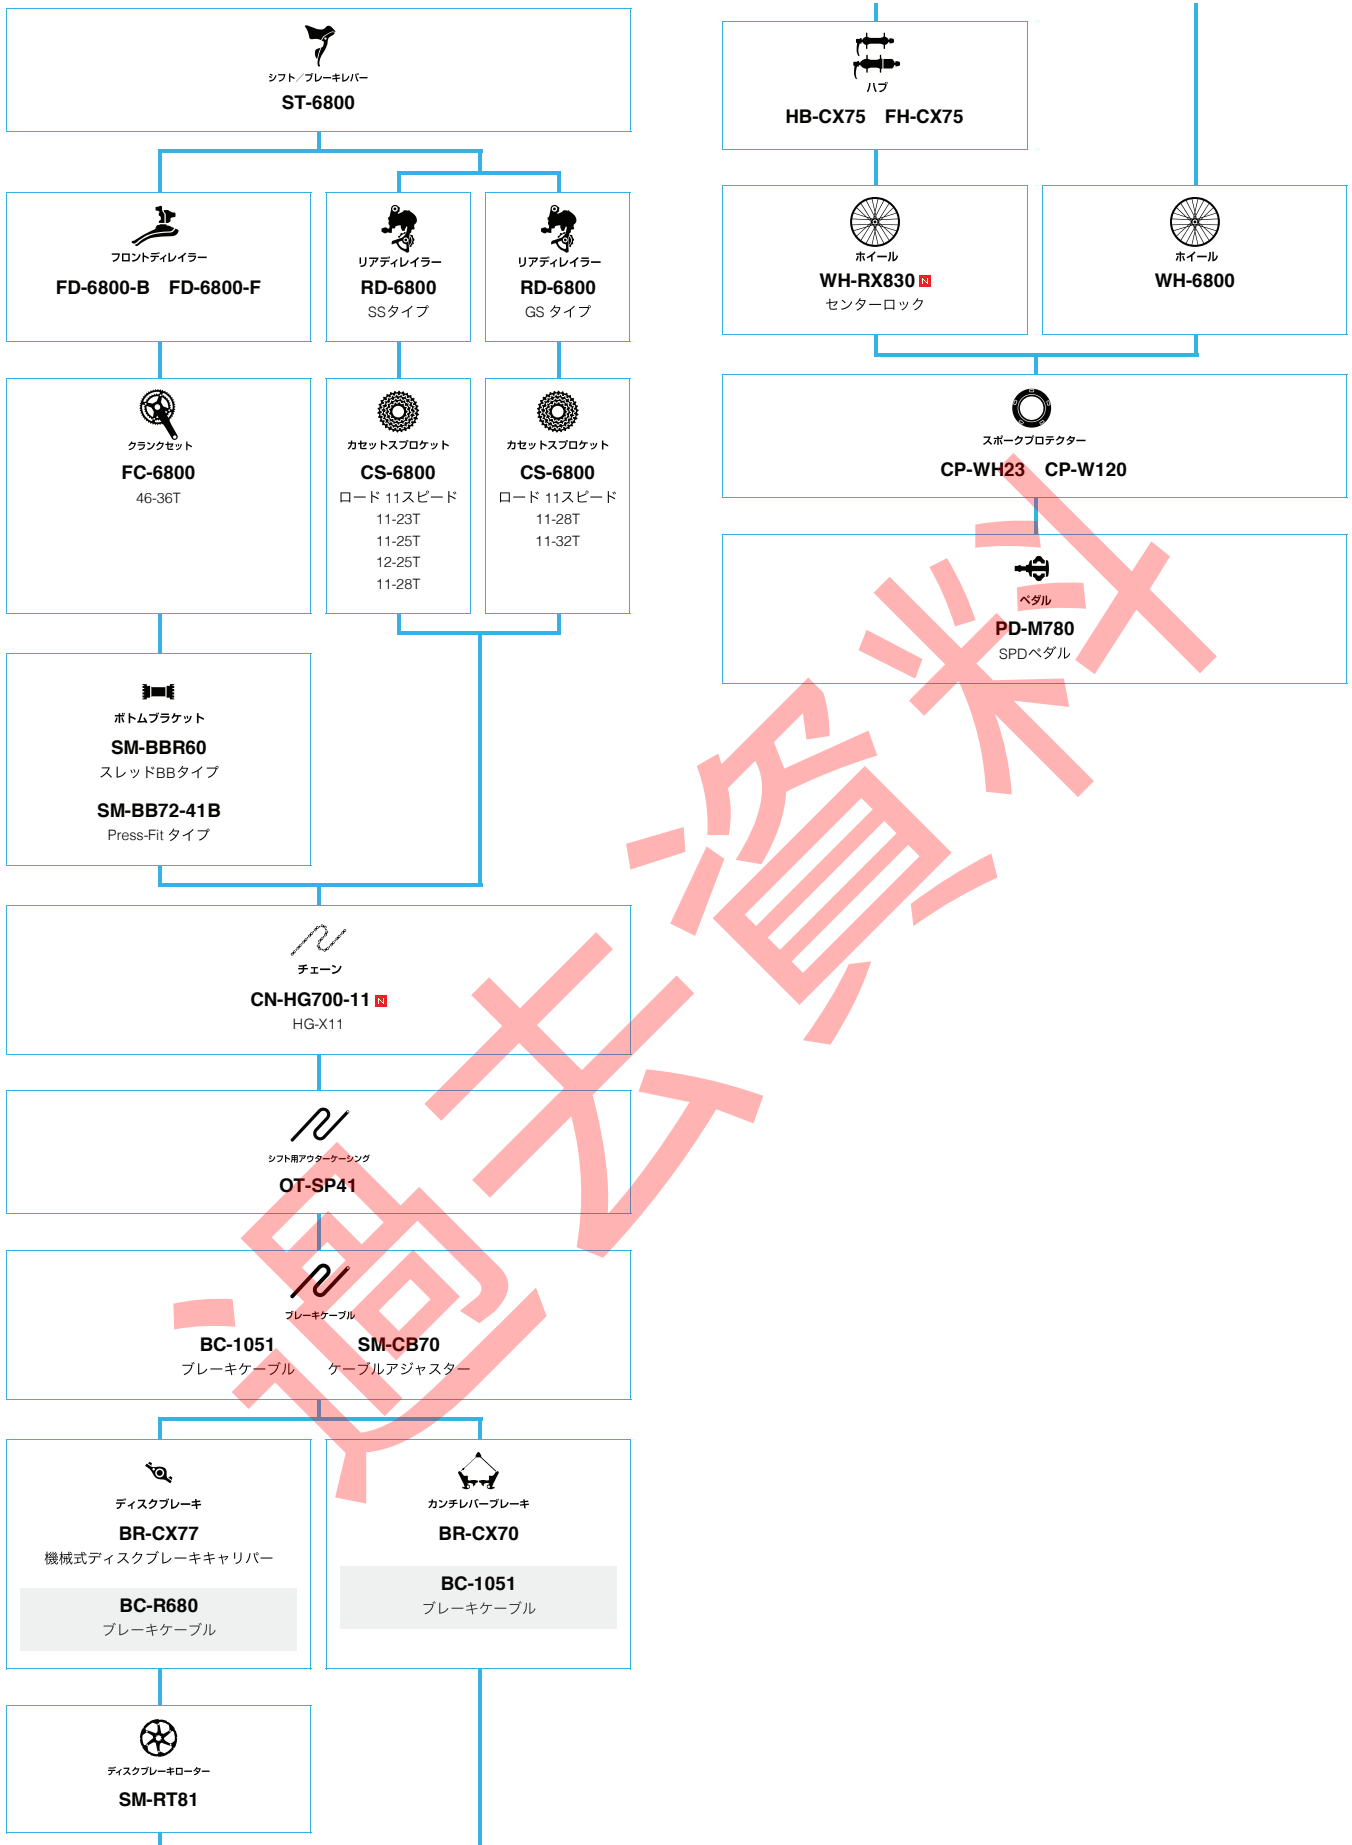 シフト／ブレーキレバー
ST-6800
フロントディレイラー
FD-6800-B FD-6800-F
リアディレイラー
RD-6800
SSタイプ
リアディレイラー
RD-6800
GS タイプ
クランクセット
FC-6800
46-36T
カセットスプロケット
CS-6800
ロード 11スピード
11-23T
11-25T
12-25T
11-28T
カセットスプロケット
CS-6800
ロード 11スピード
11-28T
11-32T
ボトムブラケット
SM-BBR60
スレッドBBタイプ
SM-BB72-41B
Press-Fit タイプ
チェーン
CN-HG700-11 N
HG-X11
シフト用アウターケーシング
OT-SP41
ブレーキケーブル
BC-1051
ブレーキケーブル
SM-CB70
ケーブルアジャスター
ディスクブレーキ
BR-CX77
機械式ディスクブレーキキャリパー
BC-R680
ブレーキケーブル
カンチレバーブレーキ
BR-CX70
BC-1051
ブレーキケーブル
ディスクブレーキローター
SM-RT81
ハブ
HB-CX75 FH-CX75
ホイール
WH-RX830 N
センターロック
ホイール
WH-6800
スポークプロテクター
CP-WH23 CP-W120
ペダル
PD-M780
SPDペダル
過去資料